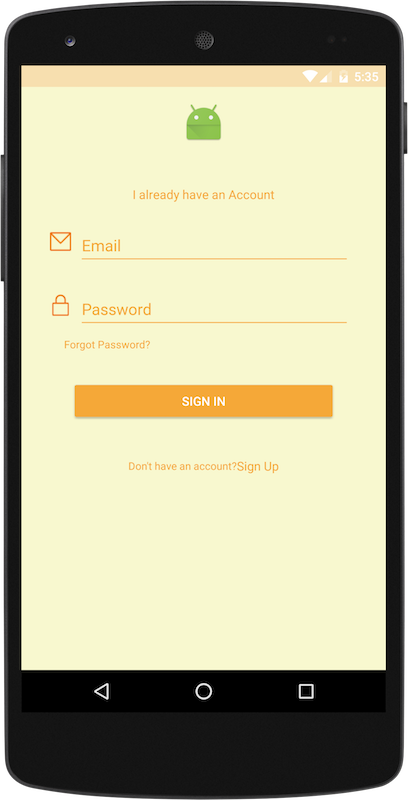 5:35
I already have an Account
Email
Password
Forgot Password?
SIGN IN
Don't have an account?Sign Up